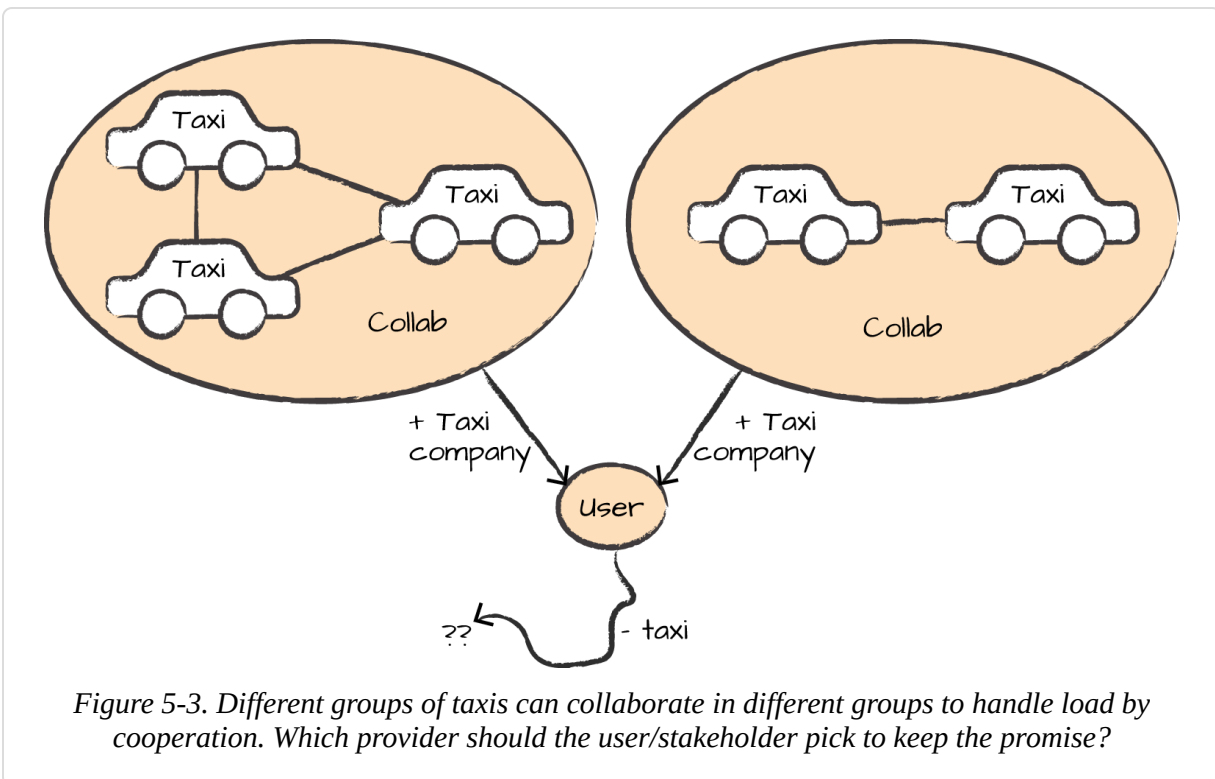 Taxi
Taxi
Taxi
Collab
Taxi
Taxi
Collab
+ Taxi
company
+ Taxi
company
User
- taxi
??
Figure 5-3. Different groups of taxis can collaborate in different groups to handle load by
cooperation. Which provider should the user/stakeholder pick to keep the promise?